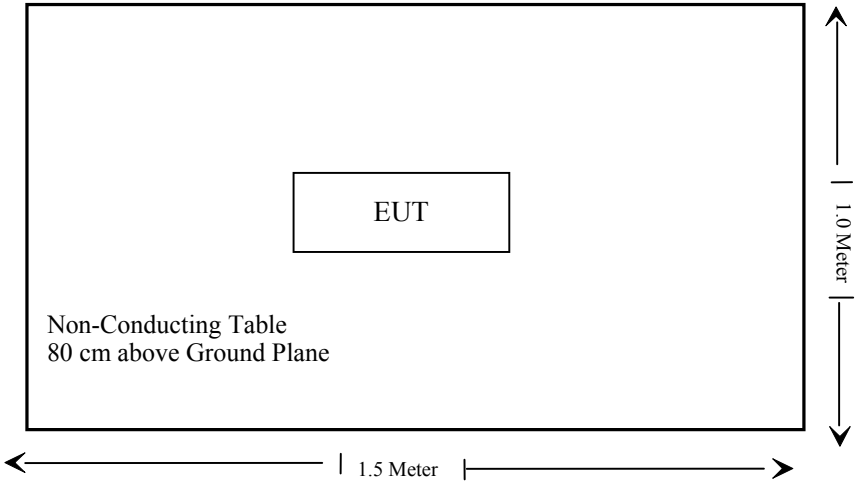 EUT
1.0 Meter
Non-Conducting Table
80 cm above Ground Plane
1.5 Meter